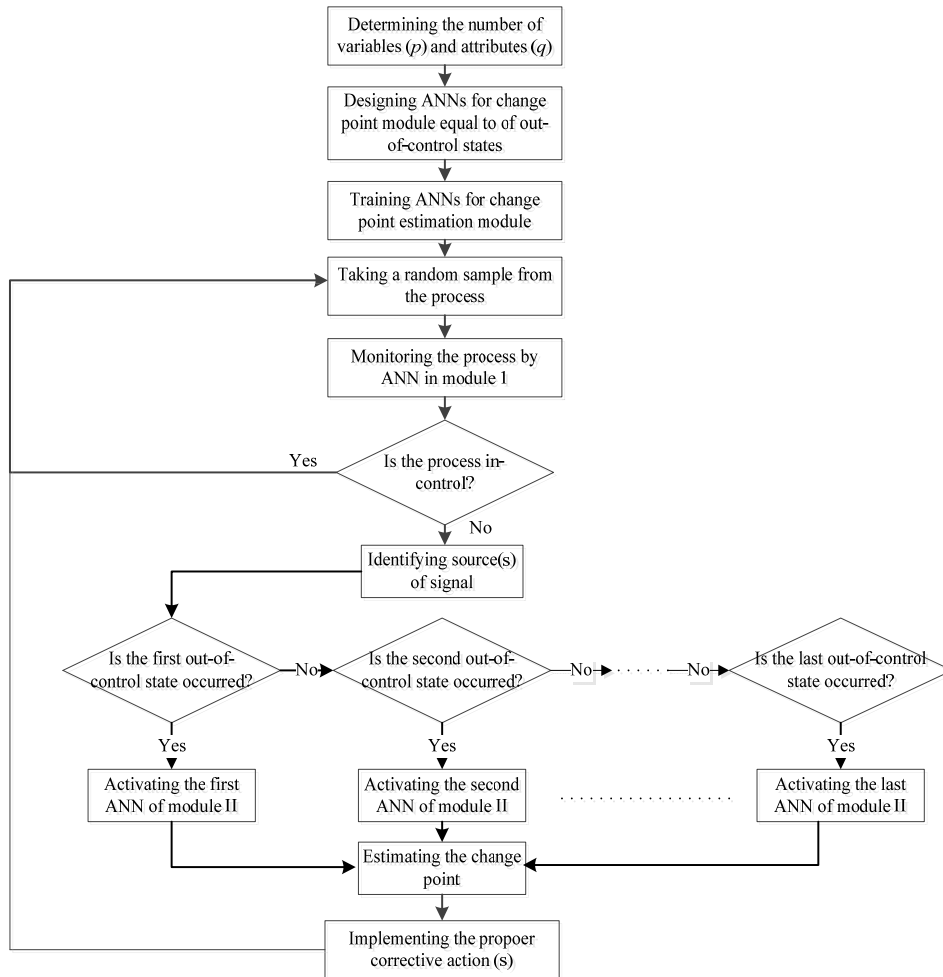 Determining the number of
variables (p) and attributes (q)
Designing ANNs for change
point module equal to of out-
of-control states
Training ANNs for change
point estimation module
Taking a random sample from
the process
Monitoring the process by
ANN in module 1
Yes
Is the process in-
control?
No
Identifying source(s)
of signal
Is the first out-of-
control state occurred?
No
Is the second out-of-
control state occurred?
No
No
Is the last out-of-control
state occurred?
Yes
Yes
Yes
Activating the first
ANN of module II
Activating the second
ANN of module II
Activating the last
ANN of module II
Estimating the change
point
Implementing the propoer
corrective action (s)